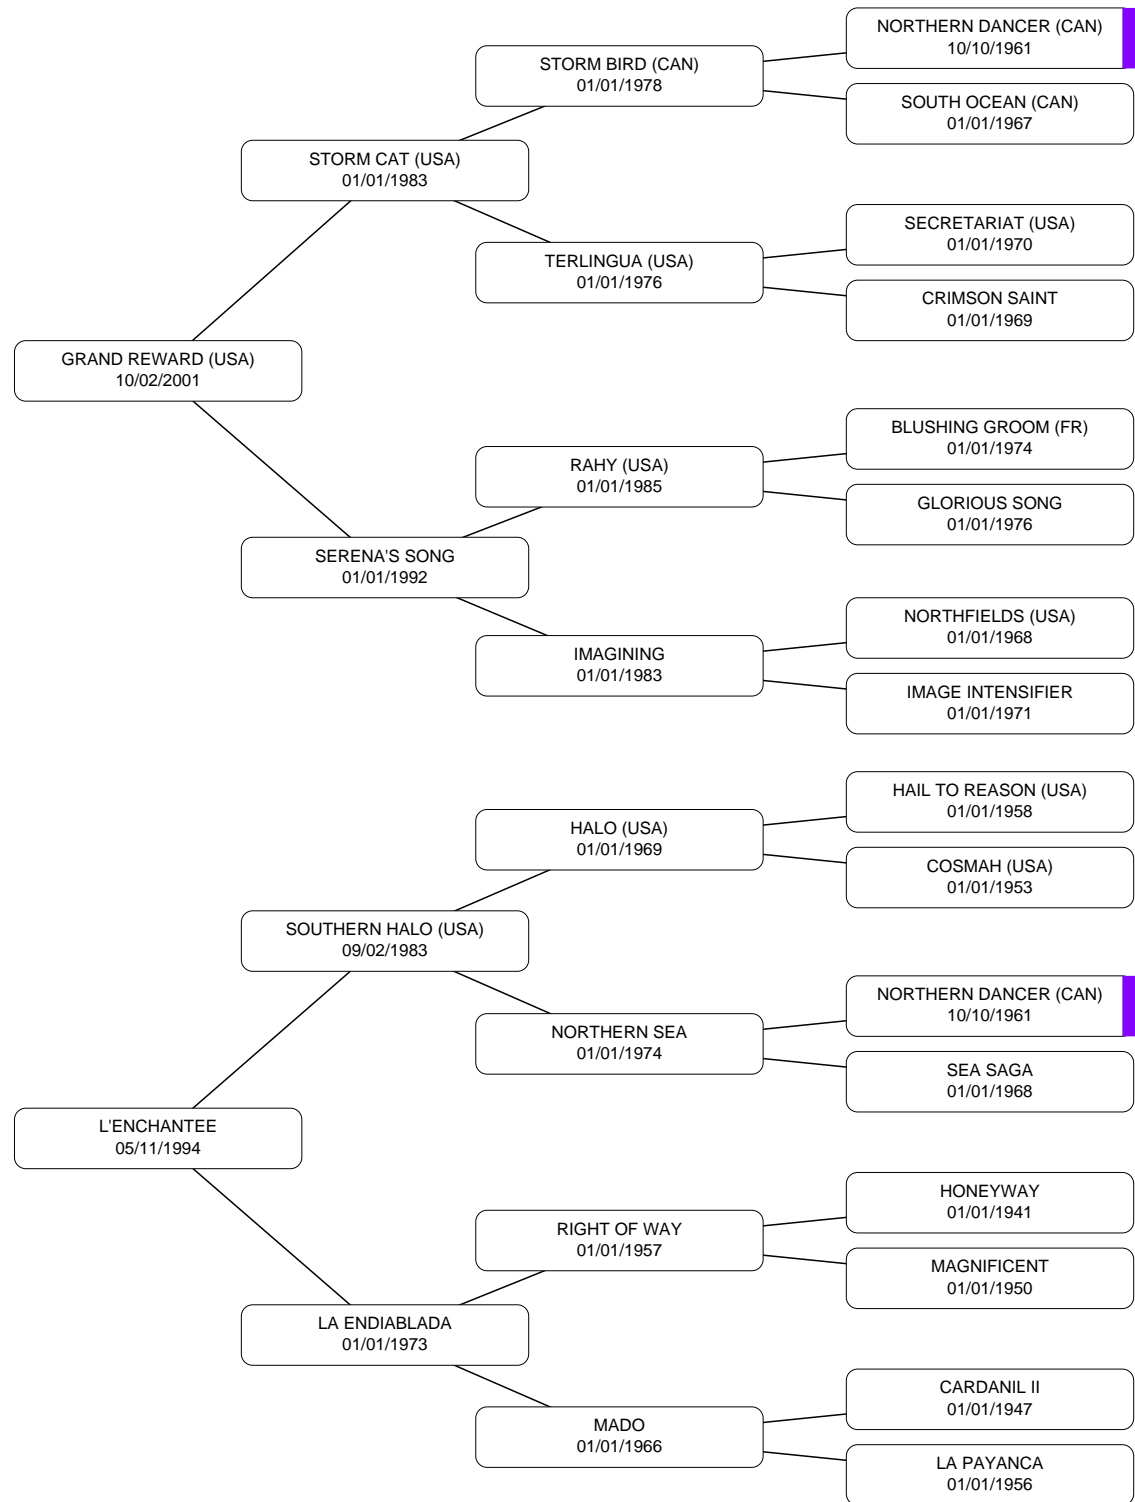 NORTHERN DANCER (CAN)
10/10/1961
STORM BIRD (CAN)
01/01/1978
SOUTH OCEAN (CAN)
01/01/1967
STORM CAT (USA)
01/01/1983
SECRETARIAT (USA)
01/01/1970
TERLINGUA (USA)
01/01/1976
CRIMSON SAINT
01/01/1969
GRAND REWARD (USA)
10/02/2001
BLUSHING GROOM (FR)
01/01/1974
RAHY (USA)
01/01/1985
GLORIOUS SONG
01/01/1976
SERENA'S SONG
01/01/1992
NORTHFIELDS (USA)
01/01/1968
IMAGINING
01/01/1983
IMAGE INTENSIFIER
01/01/1971
HAIL TO REASON (USA)
01/01/1958
HALO (USA)
01/01/1969
COSMAH (USA)
01/01/1953
SOUTHERN HALO (USA)
09/02/1983
NORTHERN DANCER (CAN)
10/10/1961
NORTHERN SEA
01/01/1974
SEA SAGA
01/01/1968
L'ENCHANTEE
05/11/1994
HONEYWAY
01/01/1941
RIGHT OF WAY
01/01/1957
MAGNIFICENT
01/01/1950
LA ENDIABLADA
01/01/1973
CARDANIL II
01/01/1947
MADO
01/01/1966
LA PAYANCA
01/01/1956